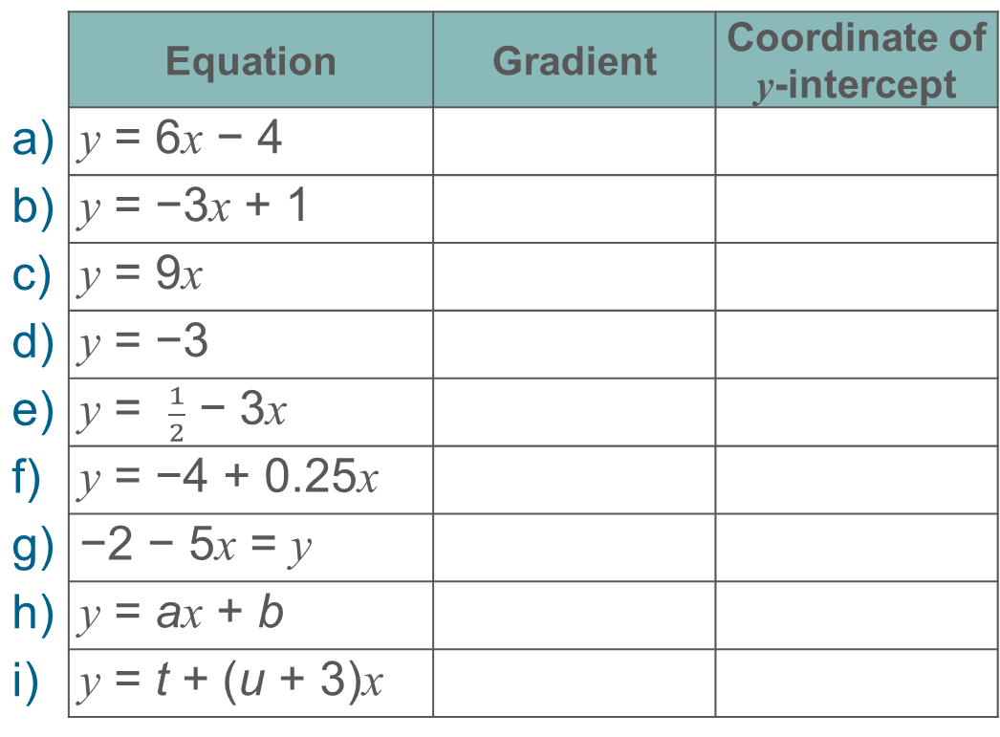 Equation Gradient Coordinate of
y-intercept
a) y = 6x − 4
b) y = −3x + 1
c) y = 9x
d) y = −3
e) y = 1/2 − 3x
f) y = −4 + 0.25x
g) −2 − 5x = y
h) y = ax + b
i) y = t + (u + 3)x